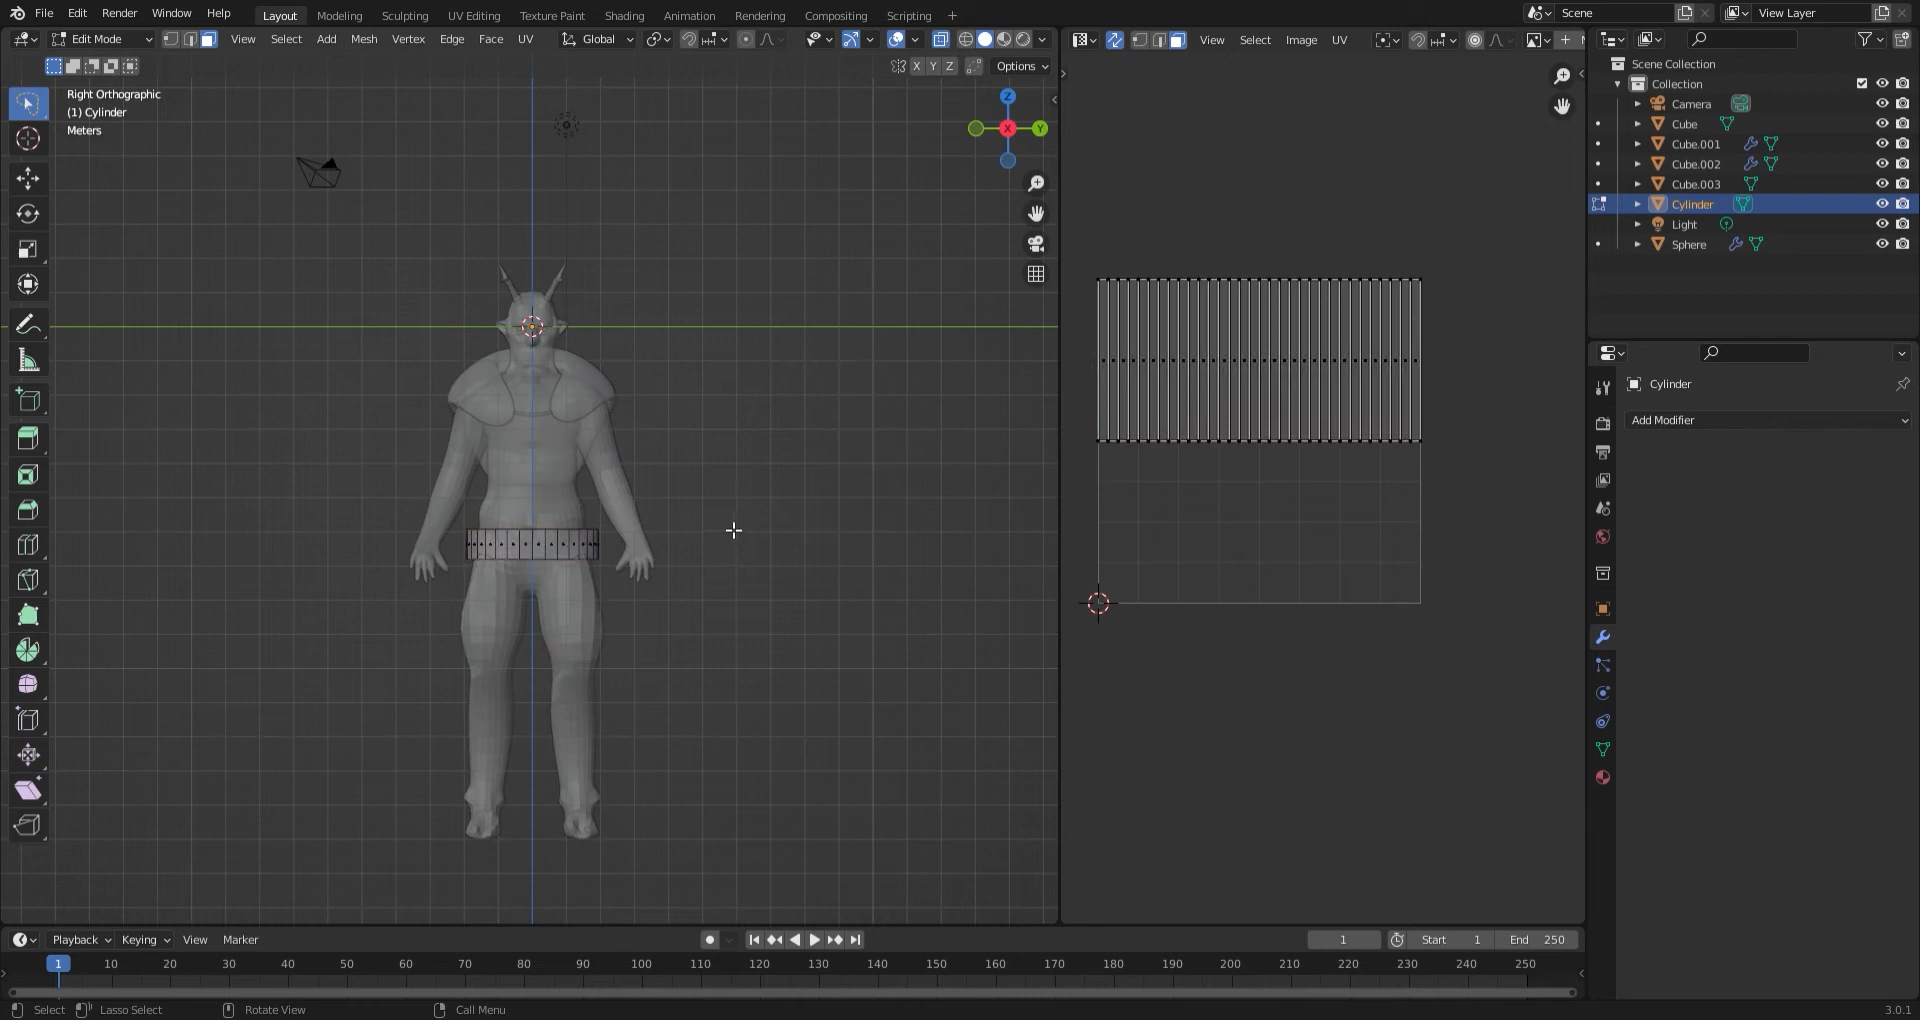 File Edit Render Window Help Layout Modeling Sculpting UV Editing Texture Paint Shading Animation Rendering Compositing Scripting + Scene View Layer
Edit Mode View Select Add Mesh Vertex Edge Face UV Global View Select Image UV
X Y Z Options
Right Orthographic
(1) Cylinder
Meters
Z
X
Y
Scene Collection
Collection
Camera
Cube
Cube.001
Cube.002
Cube.003
Cylinder
Light
Sphere
Cylinder
Add Modifier
Playback Keying View Marker 1 Start 1 End 250
1 10 20 30 40 50 60 70 80 90 100 110 120 130 140 150 160 170 180 190 200 210 220 230 240 250
Select Lasso Select Rotate View Call Menu 3.0.1